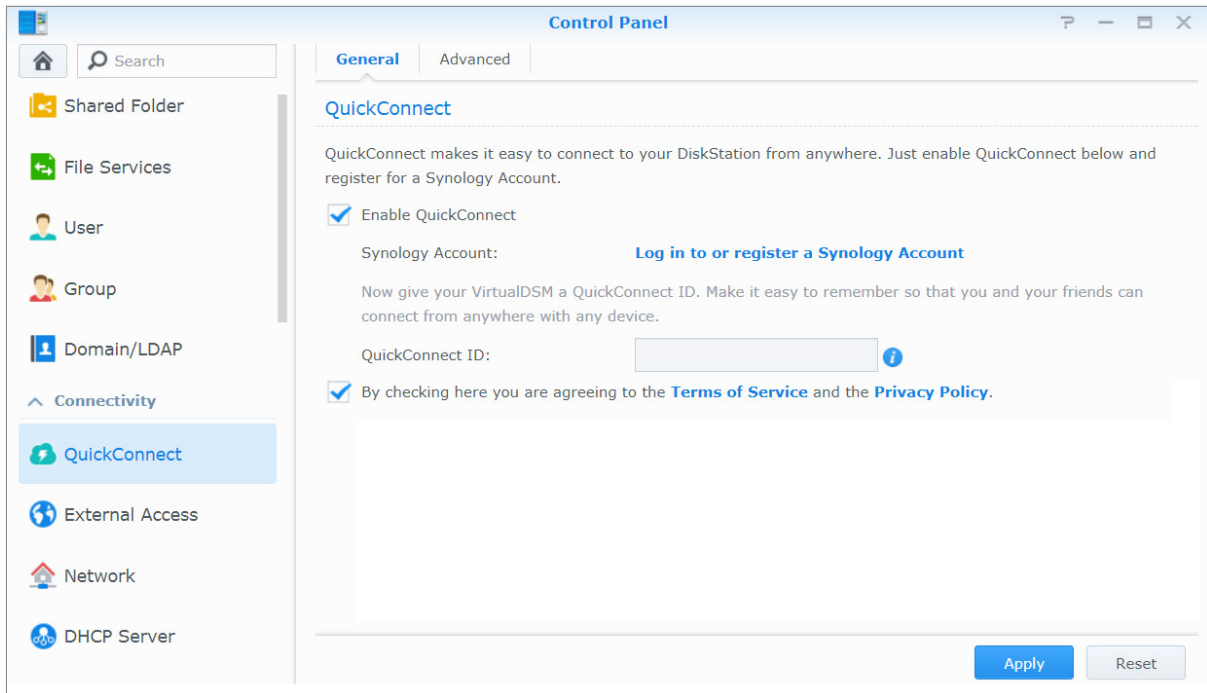 Control Panel
Search
Shared Folder
File Services
User
Group
Domain/LDAP
Connectivity
QuickConnect
External Access
Network
DHCP Server
General Advanced
QuickConnect
QuickConnect makes it easy to connect to your DiskStation from anywhere. Just enable QuickConnect below and
register for a Synology Account.
Enable QuickConnect
Synology Account: Log in to or register a Synology Account
Now give your VirtualDSM a QuickConnect ID. Make it easy to remember so that you and your friends can
connect from anywhere with any device.
QuickConnect ID:
By checking here you are agreeing to the Terms of Service and the Privacy Policy.
Apply Reset